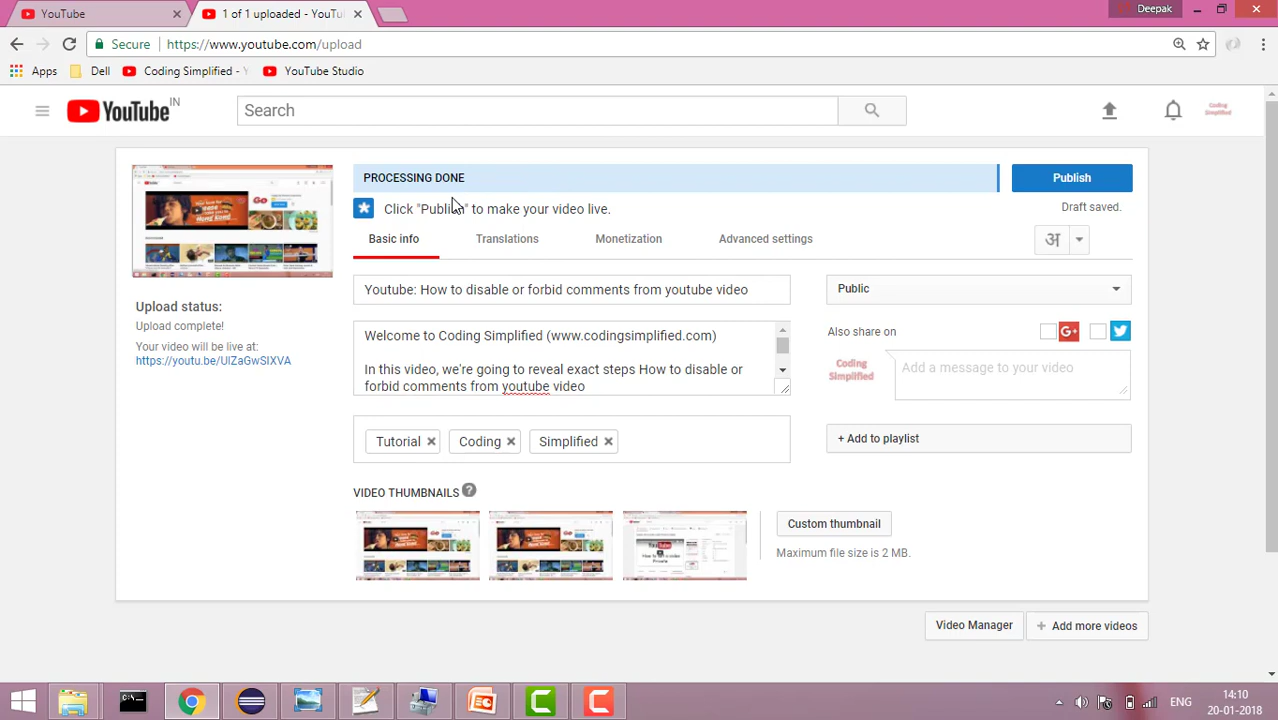 YouTube
1 of 1 uploaded - YouTu
Deepak
Secure https://www.youtube.com/upload
Apps Dell Coding Simplified - Y YouTube Studio
YouTube IN Search Coding Simplified
PROCESSING DONE Publish
Click "Publish" to make your video live. Draft saved.
Basic info Translations Monetization Advanced settings अ
Youtube: How to disable or forbid comments from youtube video
Public
Upload status:
Upload complete!
Your video will be live at:
https://youtu.be/UIZaGwSIXVA
Welcome to Coding Simplified (www.codingsimplified.com)
In this video, we're going to reveal exact steps How to disable or
forbid comments from youtube video
Also share on G+
Coding
Simplified
Add a message to your video
Tutorial Coding Simplified
+ Add to playlist
VIDEO THUMBNAILS ?
Custom thumbnail
Maximum file size is 2 MB.
Video Manager + Add more videos
ENG 14:10
20-01-2018